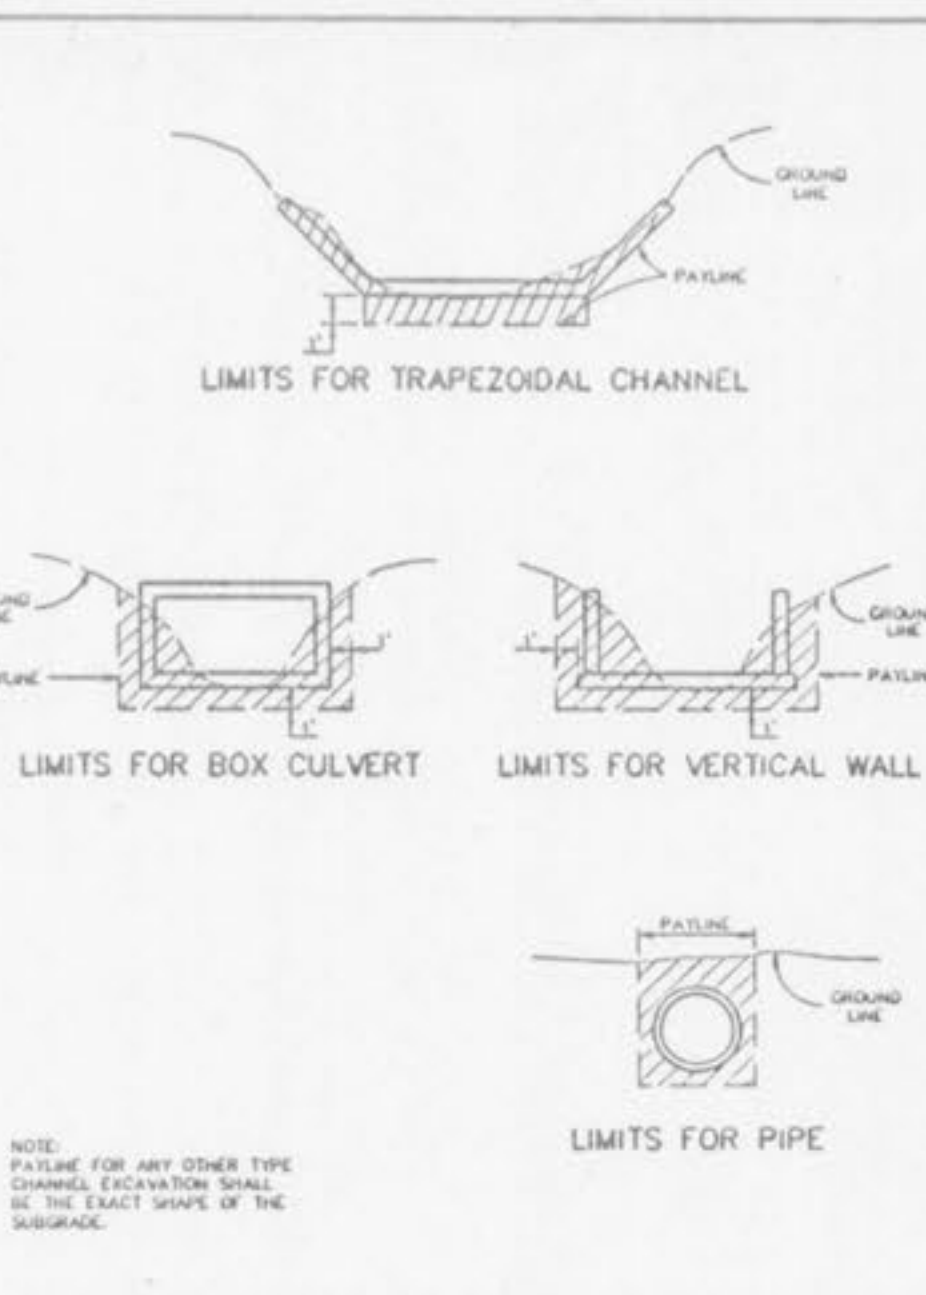 GROUND
LINE
PAYLINE
1'
LIMITS FOR TRAPEZOIDAL CHANNEL
1'
1'
LIMITS FOR BOX CULVERT
1'
GROUN
LINE
PAYLIN
1'
LIMITS FOR VERTICAL WALL
PAYLINE
GROUND
LINE
LIMITS FOR PIPE
NOTE:
PAYLINE FOR ANY OTHER TYPE
CHANNEL EXCAVATION SHALL
BE THE EXACT SHAPE OF THE
SUBGRADE.